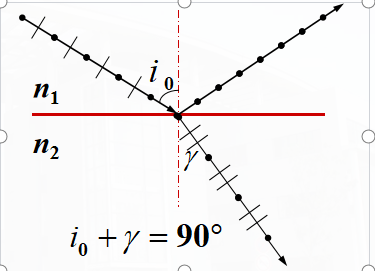 i₀
n₁
n₂
γ
i₀ + γ = 90°